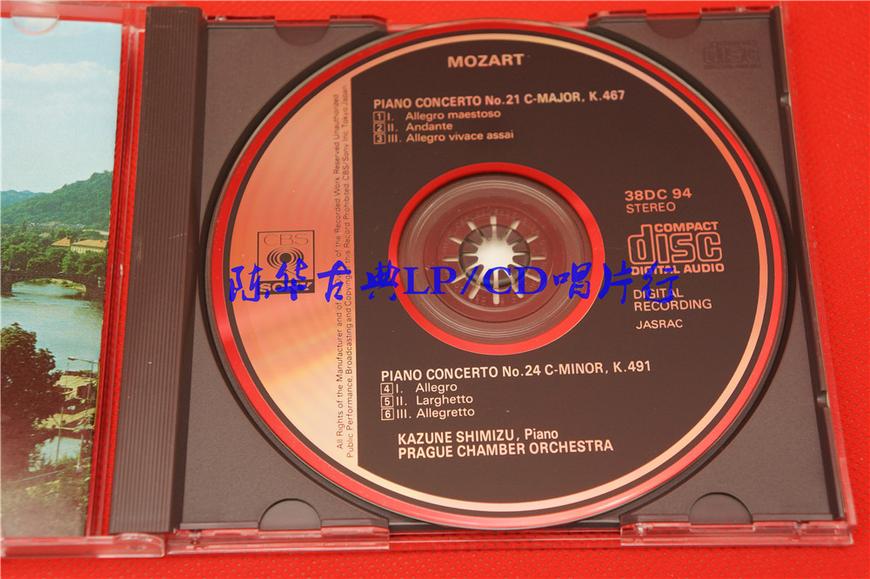 MOZART
PIANO CONCERTO No.21 C-MAJOR, K.467
1 I. Allegro maestoso
2 II. Andante
3 III. Allegro vivace assai
38DC 94
STEREO
COMPACT
disc
DIGITAL AUDIO
DIGITAL
RECORDING
JASRAC
CBS
SONY
陈华古典LP/CD唱片行
PIANO CONCERTO No.24 C-MINOR, K.491
4 I. Allegro
5 II. Larghetto
6 III. Allegretto
KAZUNE SHIMIZU, Piano
PRAGUE CHAMBER ORCHESTRA
All Rights of the Manufacturer and of the Owner of the Recorded Work Reserved Unauthorized
Public Performance, Broadcasting and Copying of this Record Prohibited. CBS/Sony Inc. Tokyo Japan